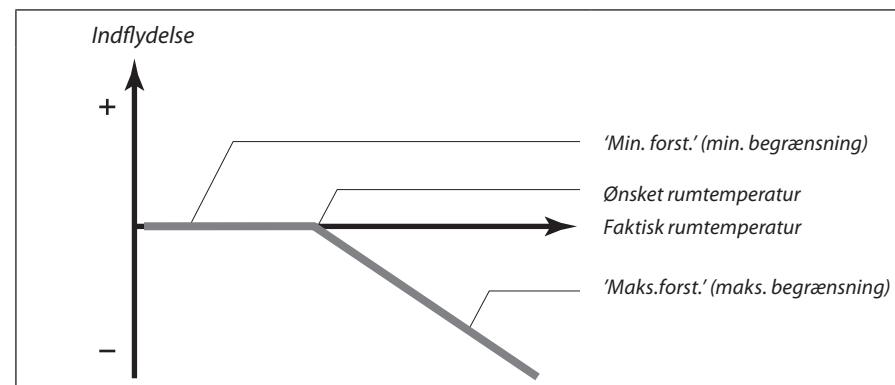 Indflydelse
+
'Min. forst.' (min. begrænsning)
Ønsket rumtemperatur
Faktisk rumtemperatur
'Maks.forst.' (maks. begrænsning)
−